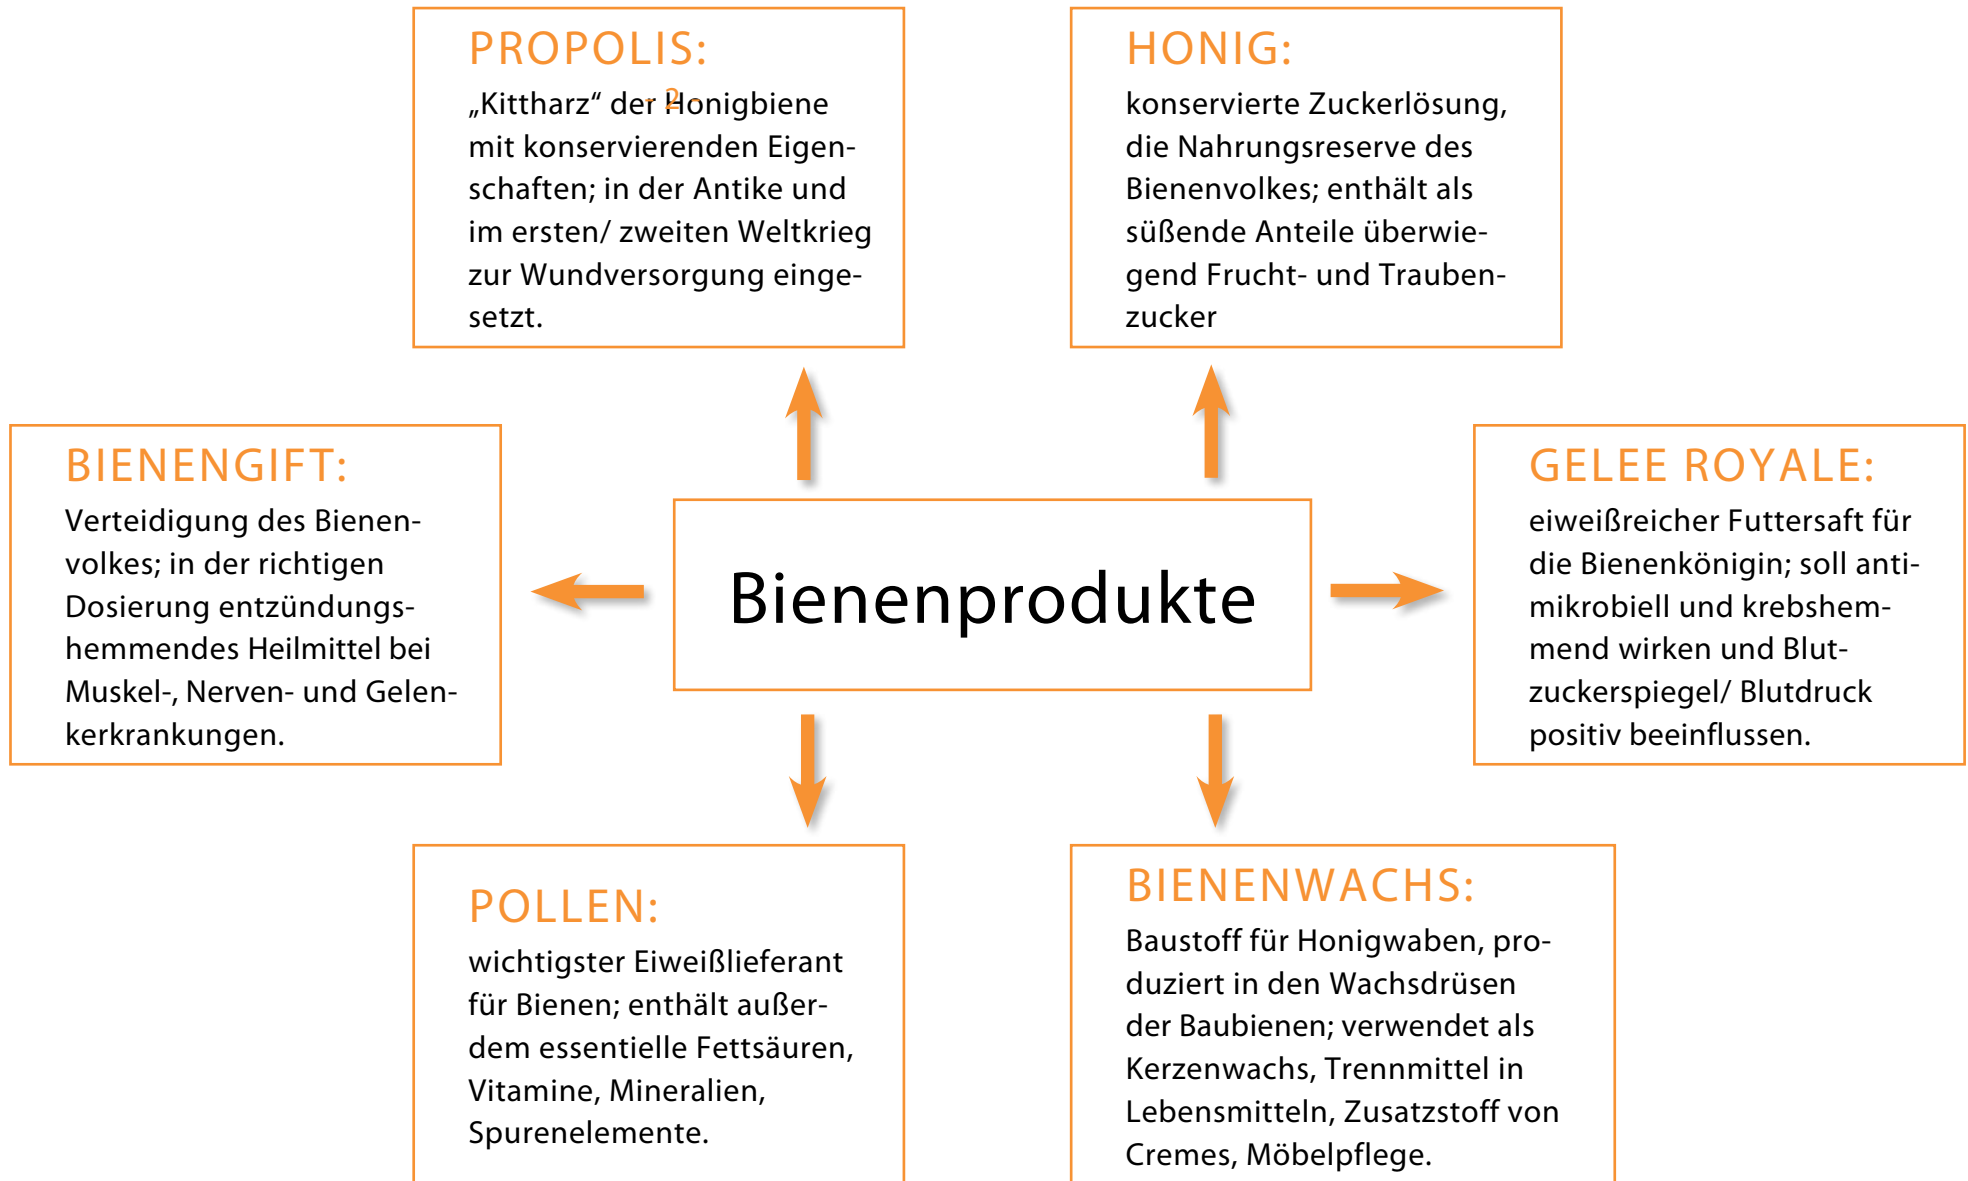 PROPOLIS:
- 2 -
„Kittharz“ der Honigbiene
mit konservierenden Eigen-
schaften; in der Antike und
im ersten/ zweiten Weltkrieg
zur Wundversorgung einge-
setzt.
HONIG:
konservierte Zuckerlösung,
die Nahrungsreserve des
Bienenvolkes; enthält als
süßende Anteile überwie-
gend Frucht- und Trauben-
zucker
BIENENGIFT:
Verteidigung des Bienen-
volkes; in der richtigen
Dosierung entzündungs-
hemmendes Heilmittel bei
Muskel-, Nerven- und Gelen-
kerkrankungen.
Bienenprodukte
GELEE ROYALE:
eiweißreicher Futtersaft für
die Bienenkönigin; soll anti-
mikrobiell und krebshem-
mend wirken und Blut-
zuckerspiegel/ Blutdruck
positiv beeinflussen.
POLLEN:
wichtigster Eiweißlieferant
für Bienen; enthält außer-
dem essentielle Fettsäuren,
Vitamine, Mineralien,
Spurenelemente.
BIENENWACHS:
Baustoff für Honigwaben, pro-
duziert in den Wachsdrüsen
der Baubienen; verwendet als
Kerzenwachs, Trennmittel in
Lebensmitteln, Zusatzstoff von
Cremes, Möbelpflege.